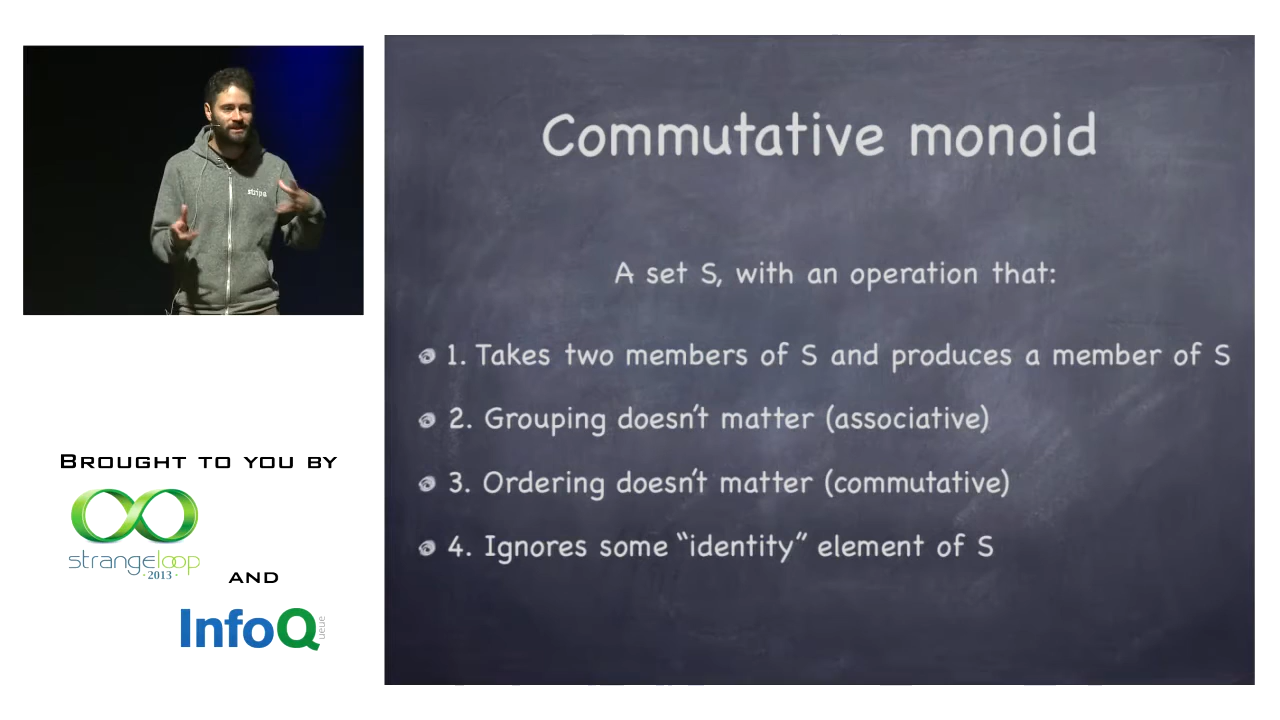 stripe
Commutative monoid
A set S, with an operation that:
1. Takes two members of S and produces a member of S
2. Grouping doesn't matter (associative)
3. Ordering doesn't matter (commutative)
4. Ignores some “identity” element of S
Brought to you by
strangeloop
·2013·
and
InfoQ
ueue